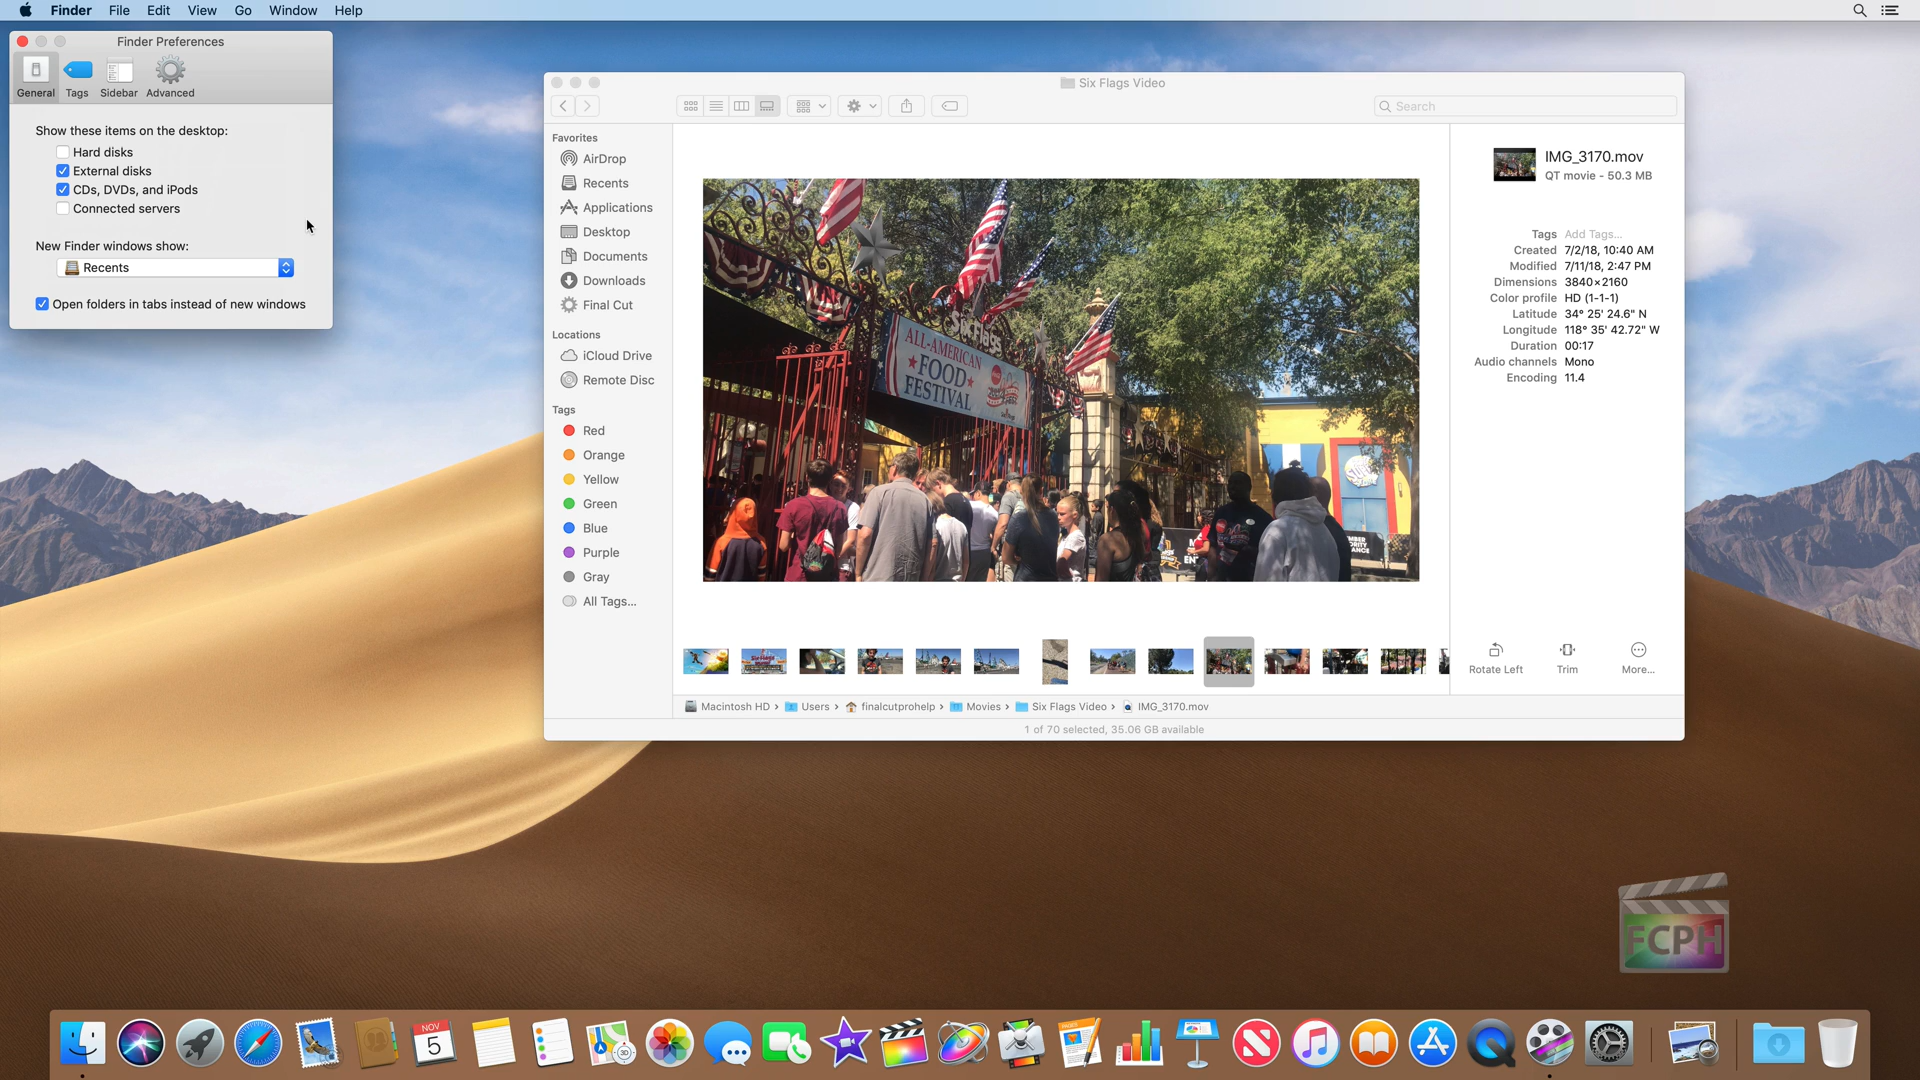 Finder File Edit View Go Window Help
Finder Preferences
General Tags Sidebar Advanced
Show these items on the desktop:
Hard disks
External disks
CDs, DVDs, and iPods
Connected servers
New Finder windows show:
Recents
Open folders in tabs instead of new windows
Six Flags Video
Search
Favorites
AirDrop
Recents
Applications
Desktop
Documents
Downloads
Final Cut
Locations
iCloud Drive
Remote Disc
Tags
Red
Orange
Yellow
Green
Blue
Purple
Gray
All Tags...
SixFlags
ALL-AMERICAN
FOOD
FESTIVAL
IMG_3170.mov
QT movie - 50.3 MB
Tags Add Tags...
Created 7/2/18, 10:40 AM
Modified 7/11/18, 2:47 PM
Dimensions 3840×2160
Color profile HD (1-1-1)
Latitude 34° 25' 24.6" N
Longitude 118° 35' 42.72" W
Duration 00:17
Audio channels Mono
Encoding 11.4
Rotate Left Trim More...
Macintosh HD › Users › finalcutprohelp › Movies › Six Flags Video › IMG_3170.mov
1 of 70 selected, 35.06 GB available
FCPH
NOV
5
3D
PAGES